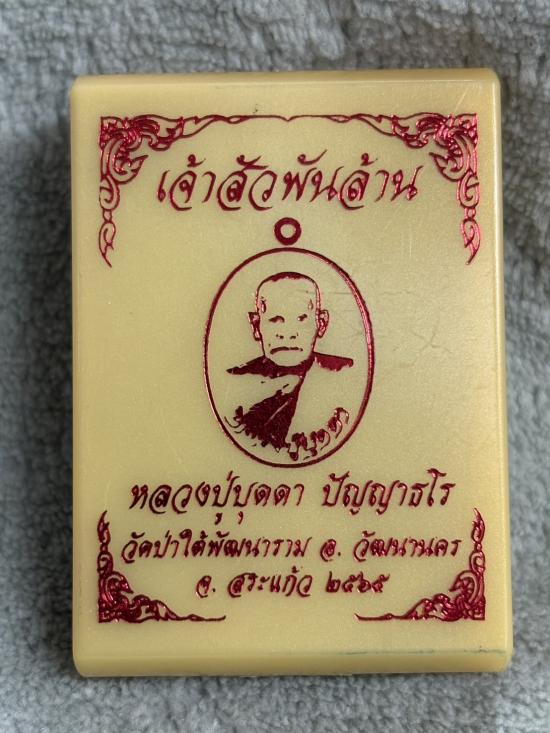 เจ้าสัวพันล้าน
ปู่บุดดา
หลวงปู่บุดดา ปัญญาธโร
วัดป่าใต้พัฒนาราม อ. วัฒนานคร
จ. สระแก้ว ๒๕๖๕